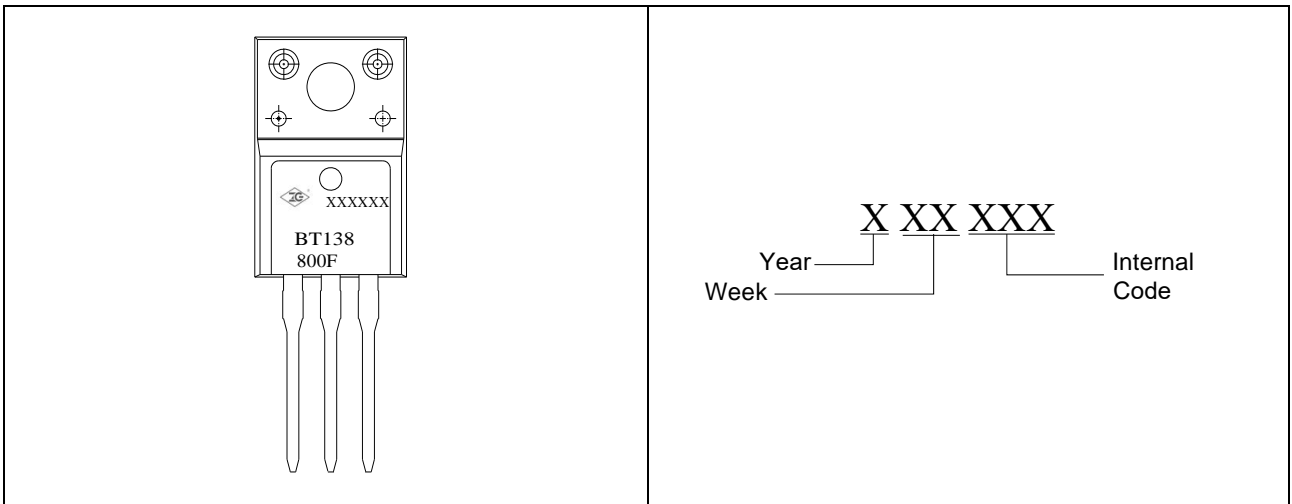 XXXXXX
BT138
800F
X XX XXX
Year
Week
Internal
Code